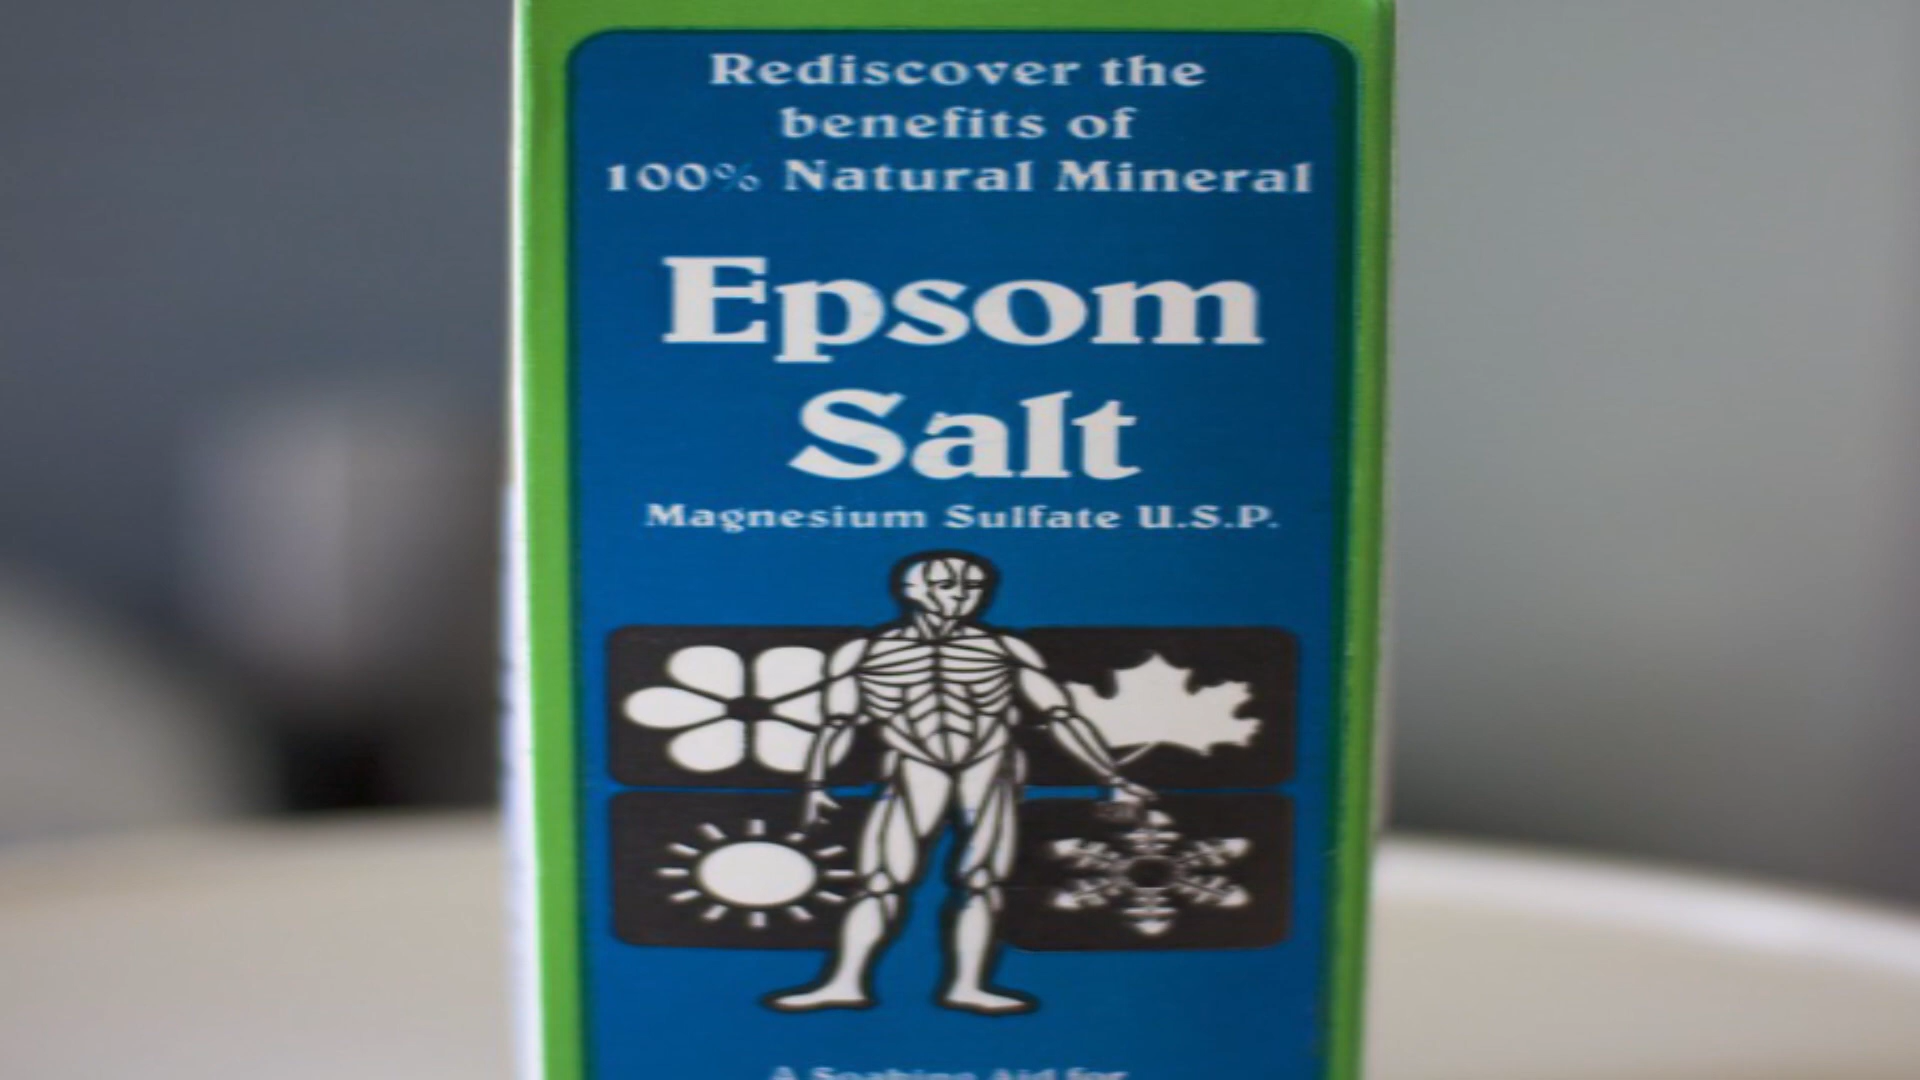 Rediscover the
benefits of
100% Natural Mineral
Epsom
Salt
Magnesium Sulfate U.S.P.
A Soaking Aid for